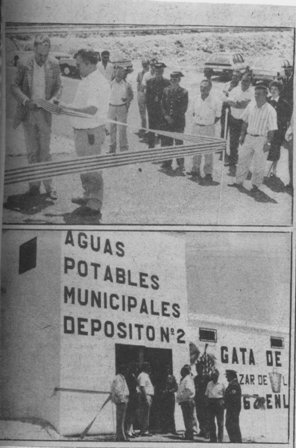 AGUAS
POTABLES
MUNICIPALES
DEPOSITO Nº2
GATA DE